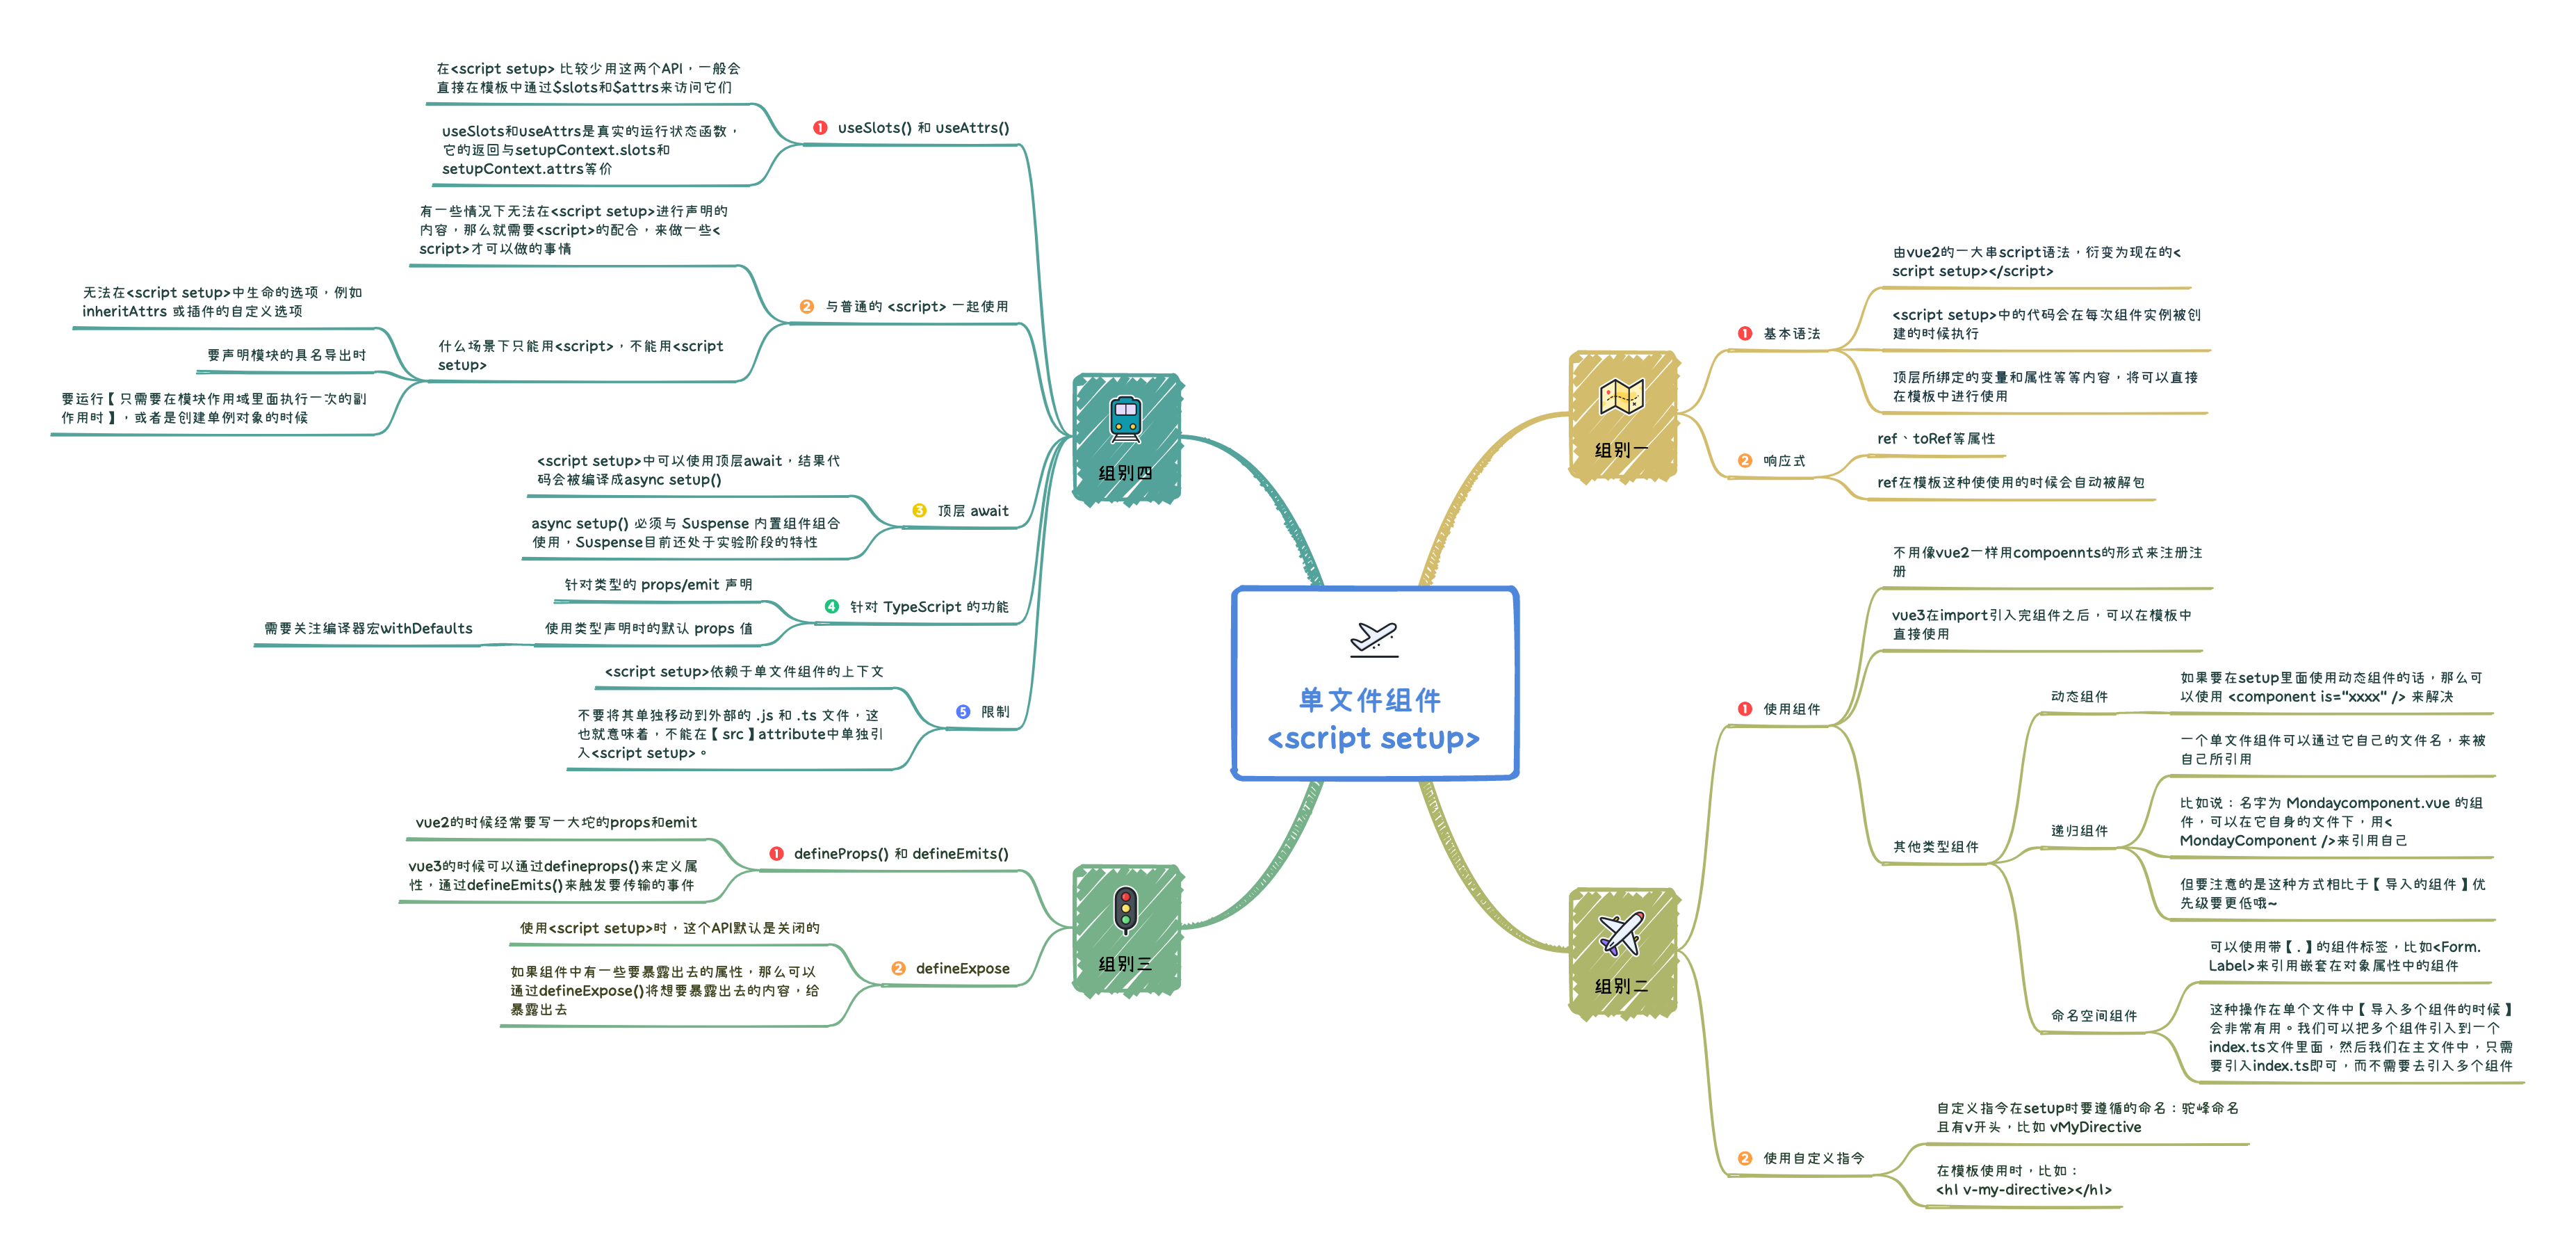 单文件组件
<script setup>
组别一
❶ 基本语法
由vue2的一大串script语法，衍变为现在的<
script setup></script>
<script setup>中的代码会在每次组件实例被创
建的时候执行
顶层所绑定的变量和属性等等内容，将可以直接
在模板中进行使用
❷ 响应式
ref、toRef等属性
ref在模板这种使使用的时候会自动被解包
组别二
❶ 使用组件
不用像vue2一样用compoennts的形式来注册注
册
vue3在import引入完组件之后，可以在模板中
直接使用
其他类型组件
动态组件
如果要在setup里面使用动态组件的话，那么可
以使用 <component is="xxxx" /> 来解决
递归组件
一个单文件组件可以通过它自己的文件名，来被
自己所引用
比如说：名字为 Mondaycomponent.vue 的组
件，可以在它自身的文件下，用<
MondayComponent />来引用自己
但要注意的是这种方式相比于【导入的组件】优
先级要更低哦~
命名空间组件
可以使用带【.】的组件标签，比如<Form.
Label>来引用嵌套在对象属性中的组件
这种操作在单个文件中【导入多个组件的时候】
会非常有用。我们可以把多个组件引入到一个
index.ts文件里面，然后我们在主文件中，只需
要引入index.ts即可，而不需要去引入多个组件
❷ 使用自定义指令
自定义指令在setup时要遵循的命名：驼峰命名
且有v开头，比如 vMyDirective
在模板使用时，比如：
<h1 v-my-directive></h1>
组别三
❶ defineProps() 和 defineEmits()
vue2的时候经常要写一大坨的props和emit
vue3的时候可以通过defineprops()来定义属
性，通过defineEmits()来触发要传输的事件
❷ defineExpose
使用<script setup>时，这个API默认是关闭的
如果组件中有一些要暴露出去的属性，那么可以
通过defineExpose()将想要暴露出去的内容，给
暴露出去
组别四
❶ useSlots() 和 useAttrs()
在<script setup> 比较少用这两个API，一般会
直接在模板中通过$slots和$attrs来访问它们
useSlots和useAttrs是真实的运行状态函数，
它的返回与setupContext.slots和
setupContext.attrs等价
❷ 与普通的 <script> 一起使用
有一些情况下无法在<script setup>进行声明的
内容，那么就需要<script>的配合，来做一些<
script>才可以做的事情
什么场景下只能用<script>，不能用<script
setup>
无法在<script setup>中生命的选项，例如
inheritAttrs 或插件的自定义选项
要声明模块的具名导出时
要运行【只需要在模块作用域里面执行一次的副
作用时】，或者是创建单例对象的时候
❸ 顶层 await
<script setup>中可以使用顶层await，结果代
码会被编译成async setup()
async setup() 必须与 Suspense 内置组件组合
使用，Suspense目前还处于实验阶段的特性
❹ 针对 TypeScript 的功能
针对类型的 props/emit 声明
使用类型声明时的默认 props 值
需要关注编译器宏withDefaults
❺ 限制
<script setup>依赖于单文件组件的上下文
不要将其单独移动到外部的 .js 和 .ts 文件，这
也就意味着，不能在【src】attribute中单独引
入<script setup>。